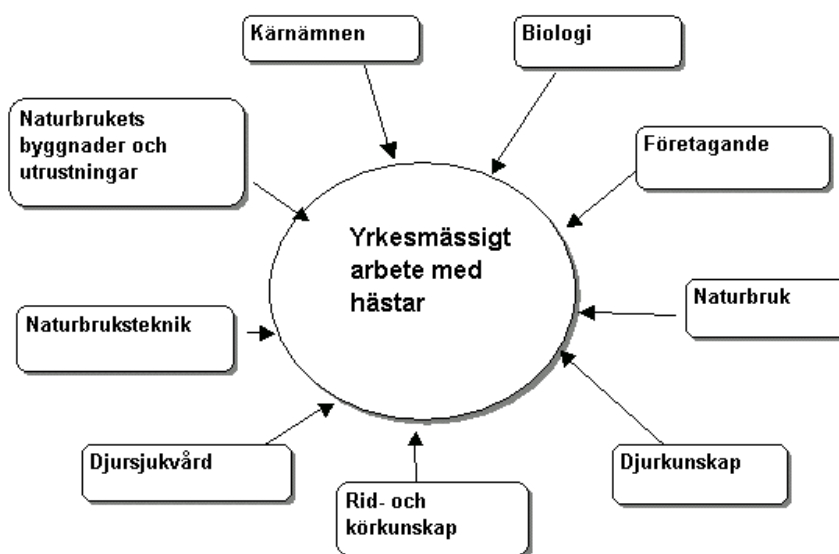 Kärnämnen
Biologi
Naturbrukets
byggnader och
utrustningar
Företagande
Yrkesmässigt
arbete med
hästar
Naturbruksteknik
Naturbruk
Djursjukvård
Rid- och
körkunskap
Djurkunskap